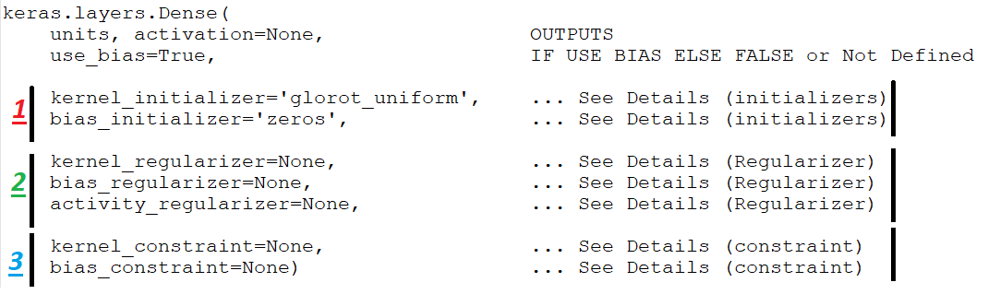 keras.layers.Dense(
units, activation=None, OUTPUTS
use_bias=True, IF USE BIAS ELSE FALSE or Not Defined
1 kernel_initializer='glorot_uniform', ... See Details (initializers)
bias_initializer='zeros', ... See Details (initializers)
kernel_regularizer=None, ... See Details (Regularizer)
2 bias_regularizer=None, ... See Details (Regularizer)
activity_regularizer=None, ... See Details (Regularizer)
kernel_constraint=None, ... See Details (constraint)
3 bias_constraint=None) ... See Details (constraint)